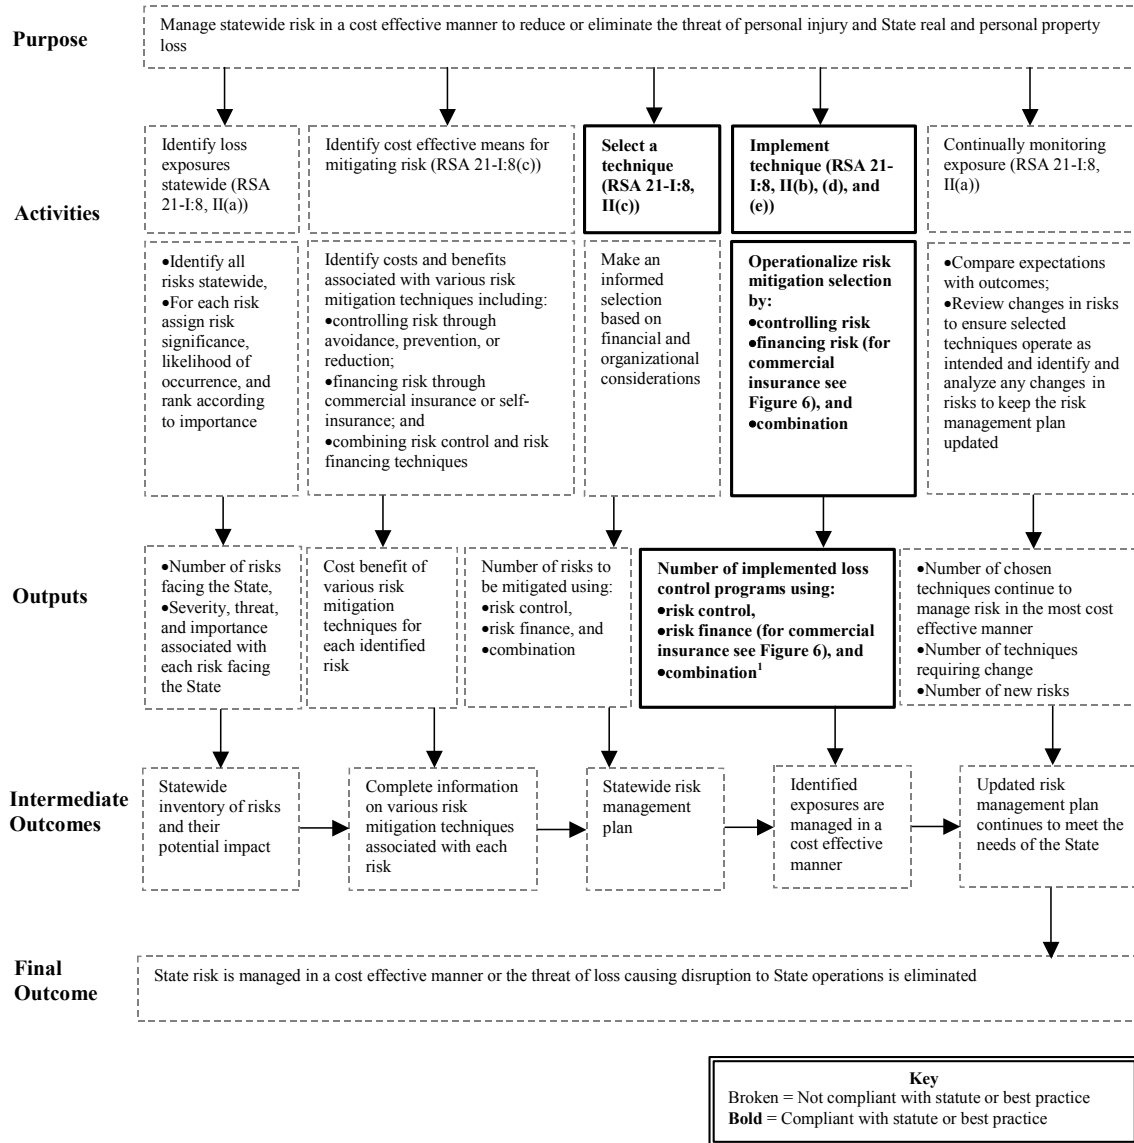 Purpose
Manage statewide risk in a cost effective manner to reduce or eliminate the threat of personal injury and State real and personal property
loss
Activities
Identify loss
exposures
statewide (RSA
21-I:8, II(a))
Identify cost effective means for
mitigating risk (RSA 21-I:8(c))
Select a
technique
(RSA 21-I:8,
II(c))
Implement
technique (RSA 21-
I:8, II(b), (d), and
(e))
Continually monitoring
exposure (RSA 21-I:8,
II(a))
•Identify all
risks statewide,
•For each risk
assign risk
significance,
likelihood of
occurrence, and
rank according
to importance
Identify costs and benefits
associated with various risk
mitigation techniques including:
•controlling risk through
avoidance, prevention, or
reduction;
•financing risk through
commercial insurance or self-
insurance; and
•combining risk control and risk
financing techniques
Make an
informed
selection
based on
financial and
organizational
considerations
Operationalize risk
mitigation selection
by:
•controlling risk
•financing risk (for
commercial
insurance see
Figure 6), and
•combination
•Compare expectations
with outcomes;
•Review changes in risks
to ensure selected
techniques operate as
intended and identify and
analyze any changes in
risks to keep the risk
management plan
updated
Outputs
•Number of risks
facing the State,
•Severity, threat,
and importance
associated with
each risk facing
the State
Cost benefit of
various risk
mitigation
techniques for
each identified
risk
Number of risks to
be mitigated using:
•risk control,
•risk finance, and
•combination
Number of implemented loss
control programs using:
•risk control,
•risk finance (for commercial
insurance see Figure 6), and
•combination¹
•Number of chosen
techniques continue to
manage risk in the most cost
effective manner
•Number of techniques
requiring change
•Number of new risks
Intermediate
Outcomes
Statewide
inventory of risks
and their
potential impact
Complete information
on various risk
mitigation techniques
associated with each
risk
Statewide risk
management
plan
Identified
exposures are
managed in a
cost effective
manner
Updated risk
management plan
continues to meet the
needs of the State
Final
Outcome
State risk is managed in a cost effective manner or the threat of loss causing disruption to State operations is eliminated
Key
Broken = Not compliant with statute or best practice
Bold = Compliant with statute or best practice